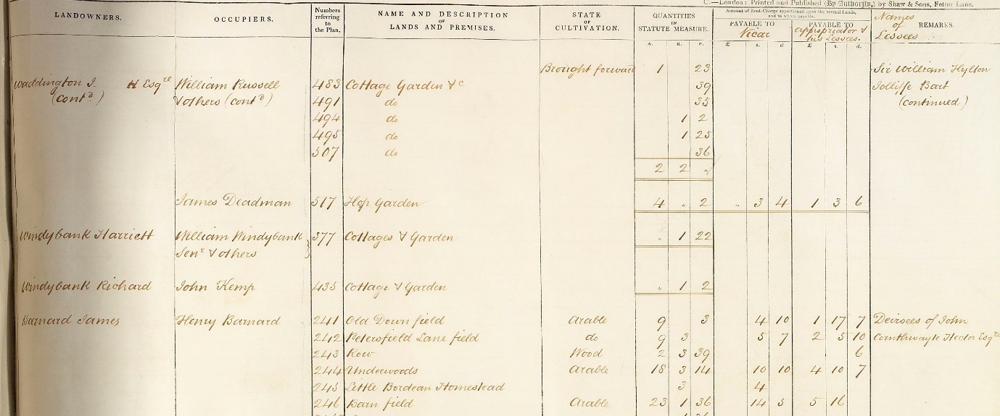 C.—London: Printed and Published (By Authority,) by Shaw & Sons, Fetter Lane.
LANDOWNERS. OCCUPIERS. Numbers referring to the Plan. NAME AND DESCRIPTION OF LANDS AND PREMISES. STATE OF CULTIVATION. QUANTITIES IN STATUTE MEASURE. Amount of Rent-Charge apportioned upon the several Lands, and to whom payable. PAYABLE TO Vicar PAYABLE TO appropriator & his Lessees. Names of Lessees REMARKS.
A. R. P. £ s. d £ s. d.
Brought forward 1 23 Sir William Hylton
Waddington J. H Esqre (contd) William Russell 483 Cottage Garden &c 39 Jolliffe Bart
& others (contd) 491 do 35 (continued)
494 do 1 2
495 do 1 25
507 do 36
2 2 "
James Deadman 517 Hop Garden 4 " 2 " 3 4 1 3 6
Windybank Harriett William Windybank 377 Cottages & Garden " 1 22
Senr & others
Windybank Richard John Kemp 435 Cottage & Garden " 1 2
Barnard James Henry Barnard 241 Old Down field Arable 9 3 4 10 1 17 7 Devisees of John
242 Petersfield Lane field do 9 3 5 7 2 5 10 Cornthwayte Hector Esqre
243 Row Wood 2 3 39 6
244 Underwoods Arable 18 3 14 10 10 4 10 7
245 Little Bordean Homestead 3 4
246 Barn field Arable 23 1 36 14 5 5 16